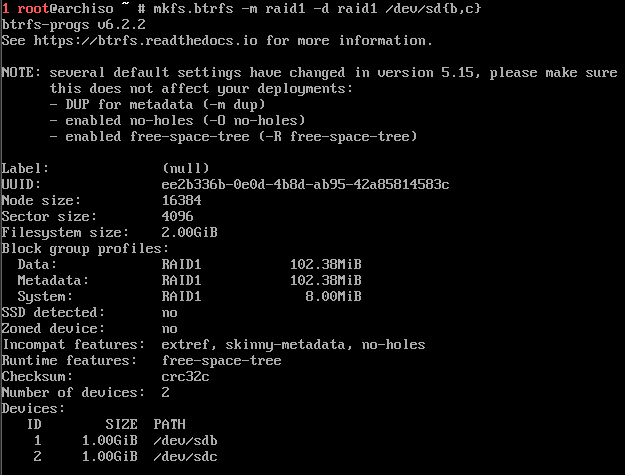 1 root@archiso ~ # mkfs.btrfs -m raid1 -d raid1 /dev/sd{b,c}
btrfs-progs v6.2.2
See https://btrfs.readthedocs.io for more information.

NOTE: several default settings have changed in version 5.15, please make sure
      this does not affect your deployments:
      - DUP for metadata (-m dup)
      - enabled no-holes (-O no-holes)
      - enabled free-space-tree (-R free-space-tree)

Label:              (null)
UUID:               ee2b336b-0e0d-4b8d-ab95-42a85814583c
Node size:          16384
Sector size:        4096
Filesystem size:    2.00GiB
Block group profiles:
  Data:             RAID1           102.38MiB
  Metadata:         RAID1           102.38MiB
  System:           RAID1             8.00MiB
SSD detected:       no
Zoned device:       no
Incompat features:  extref, skinny-metadata, no-holes
Runtime features:   free-space-tree
Checksum:           crc32c
Number of devices:  2
Devices:
   ID        SIZE  PATH
    1     1.00GiB  /dev/sdb
    2     1.00GiB  /dev/sdc